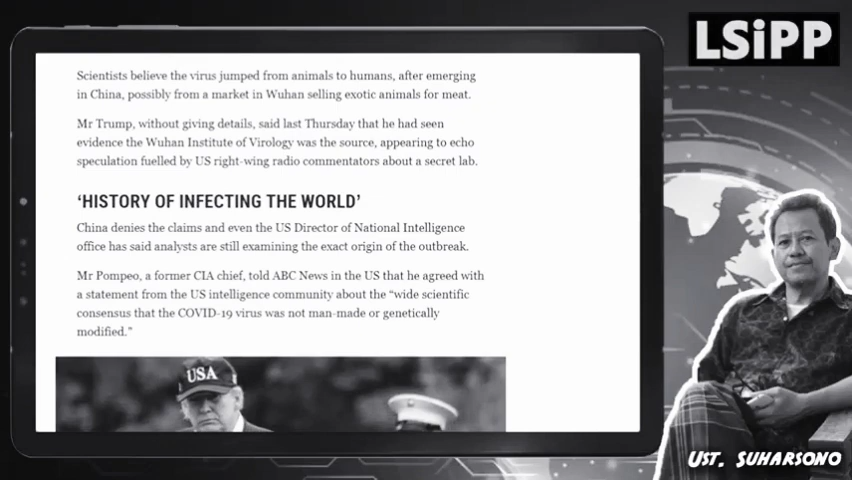 LSiPP
Scientists believe the virus jumped from animals to humans, after emerging
in China, possibly from a market in Wuhan selling exotic animals for meat.
Mr Trump, without giving details, said last Thursday that he had seen
evidence the Wuhan Institute of Virology was the source, appearing to echo
speculation fuelled by US right-wing radio commentators about a secret lab.
‘HISTORY OF INFECTING THE WORLD’
China denies the claims and even the US Director of National Intelligence
office has said analysts are still examining the exact origin of the outbreak.
Mr Pompeo, a former CIA chief, told ABC News in the US that he agreed with
a statement from the US intelligence community about the “wide scientific
consensus that the COVID-19 virus was not man-made or genetically
modified.”
USA
UST. SUHARSONO